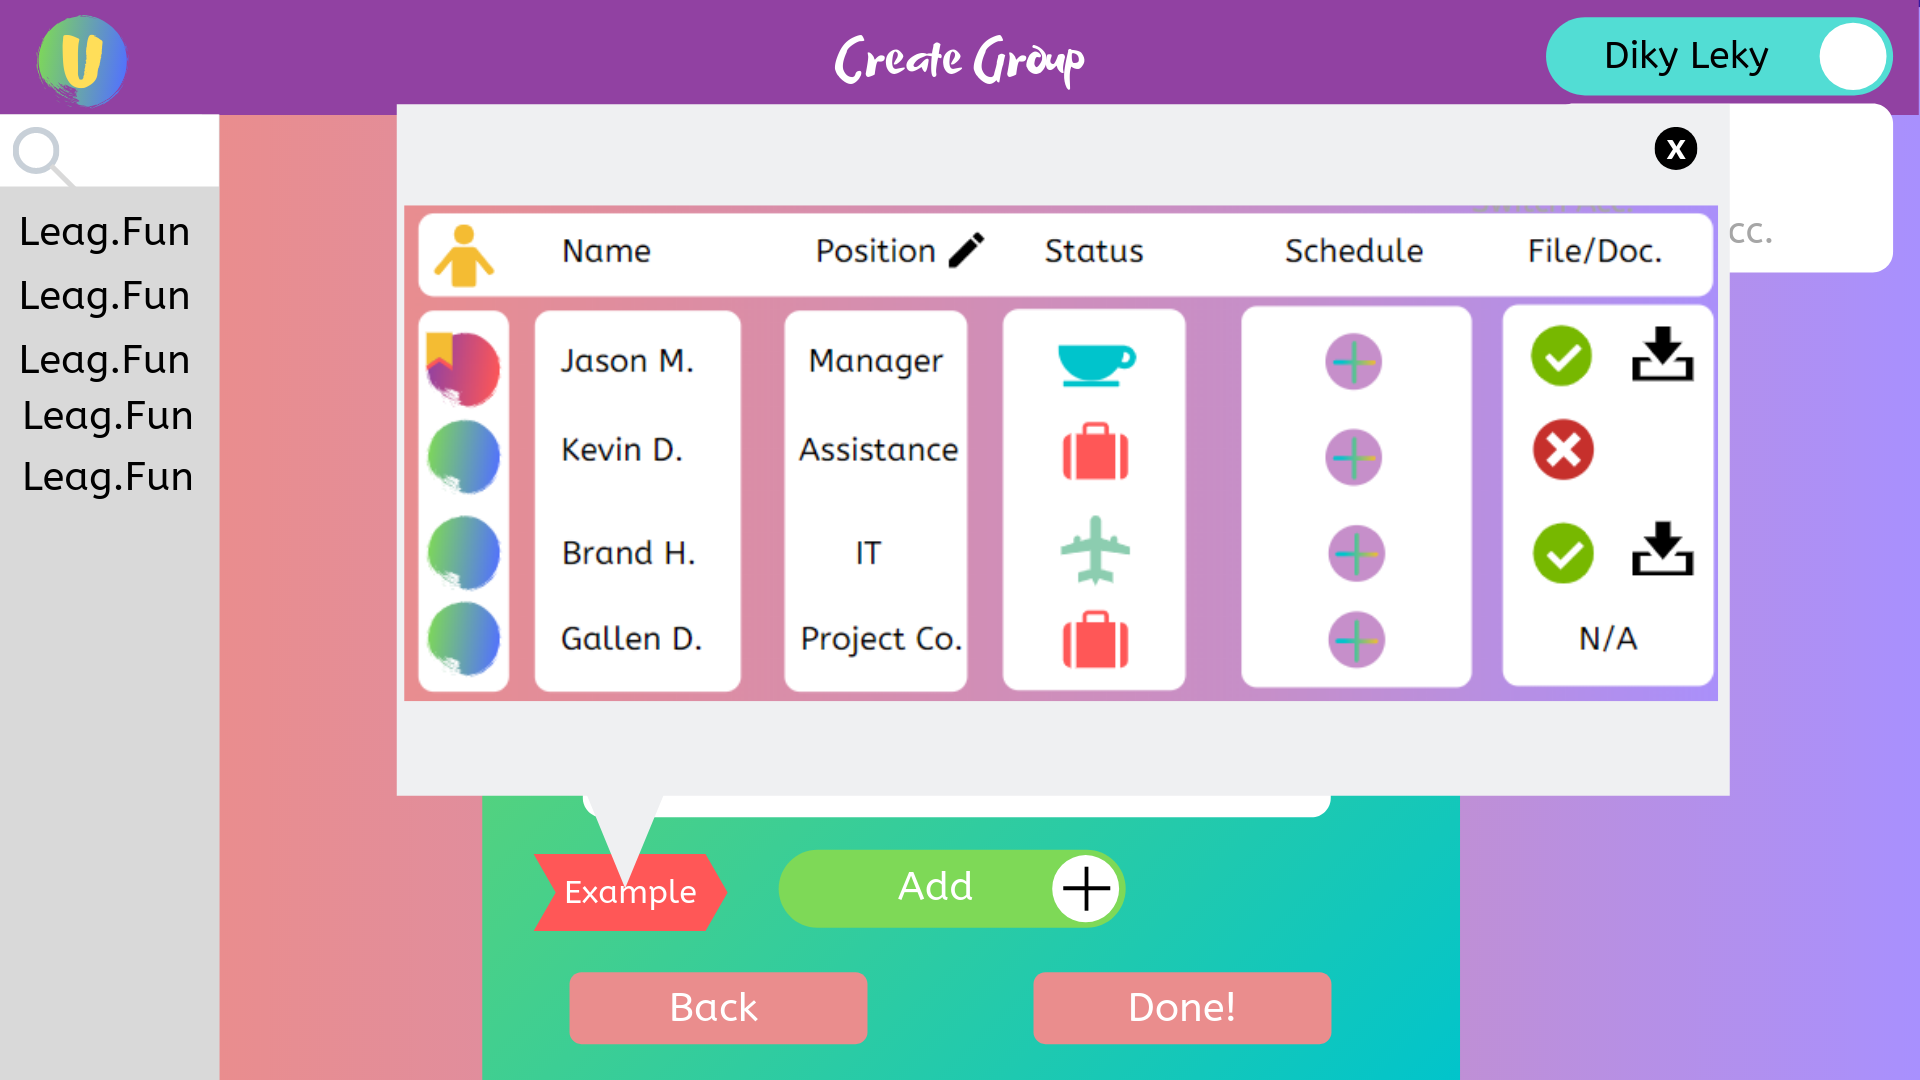 U
Create Group
Diky Leky
X
cc.
Leag.Fun
Leag.Fun
Leag.Fun
Leag.Fun
Leag.Fun
Name Position Status Schedule File/Doc.
Jason M. Manager
Kevin D. Assistance
Brand H. IT
Gallen D. Project Co. N/A
Example
Add
Back
Done!